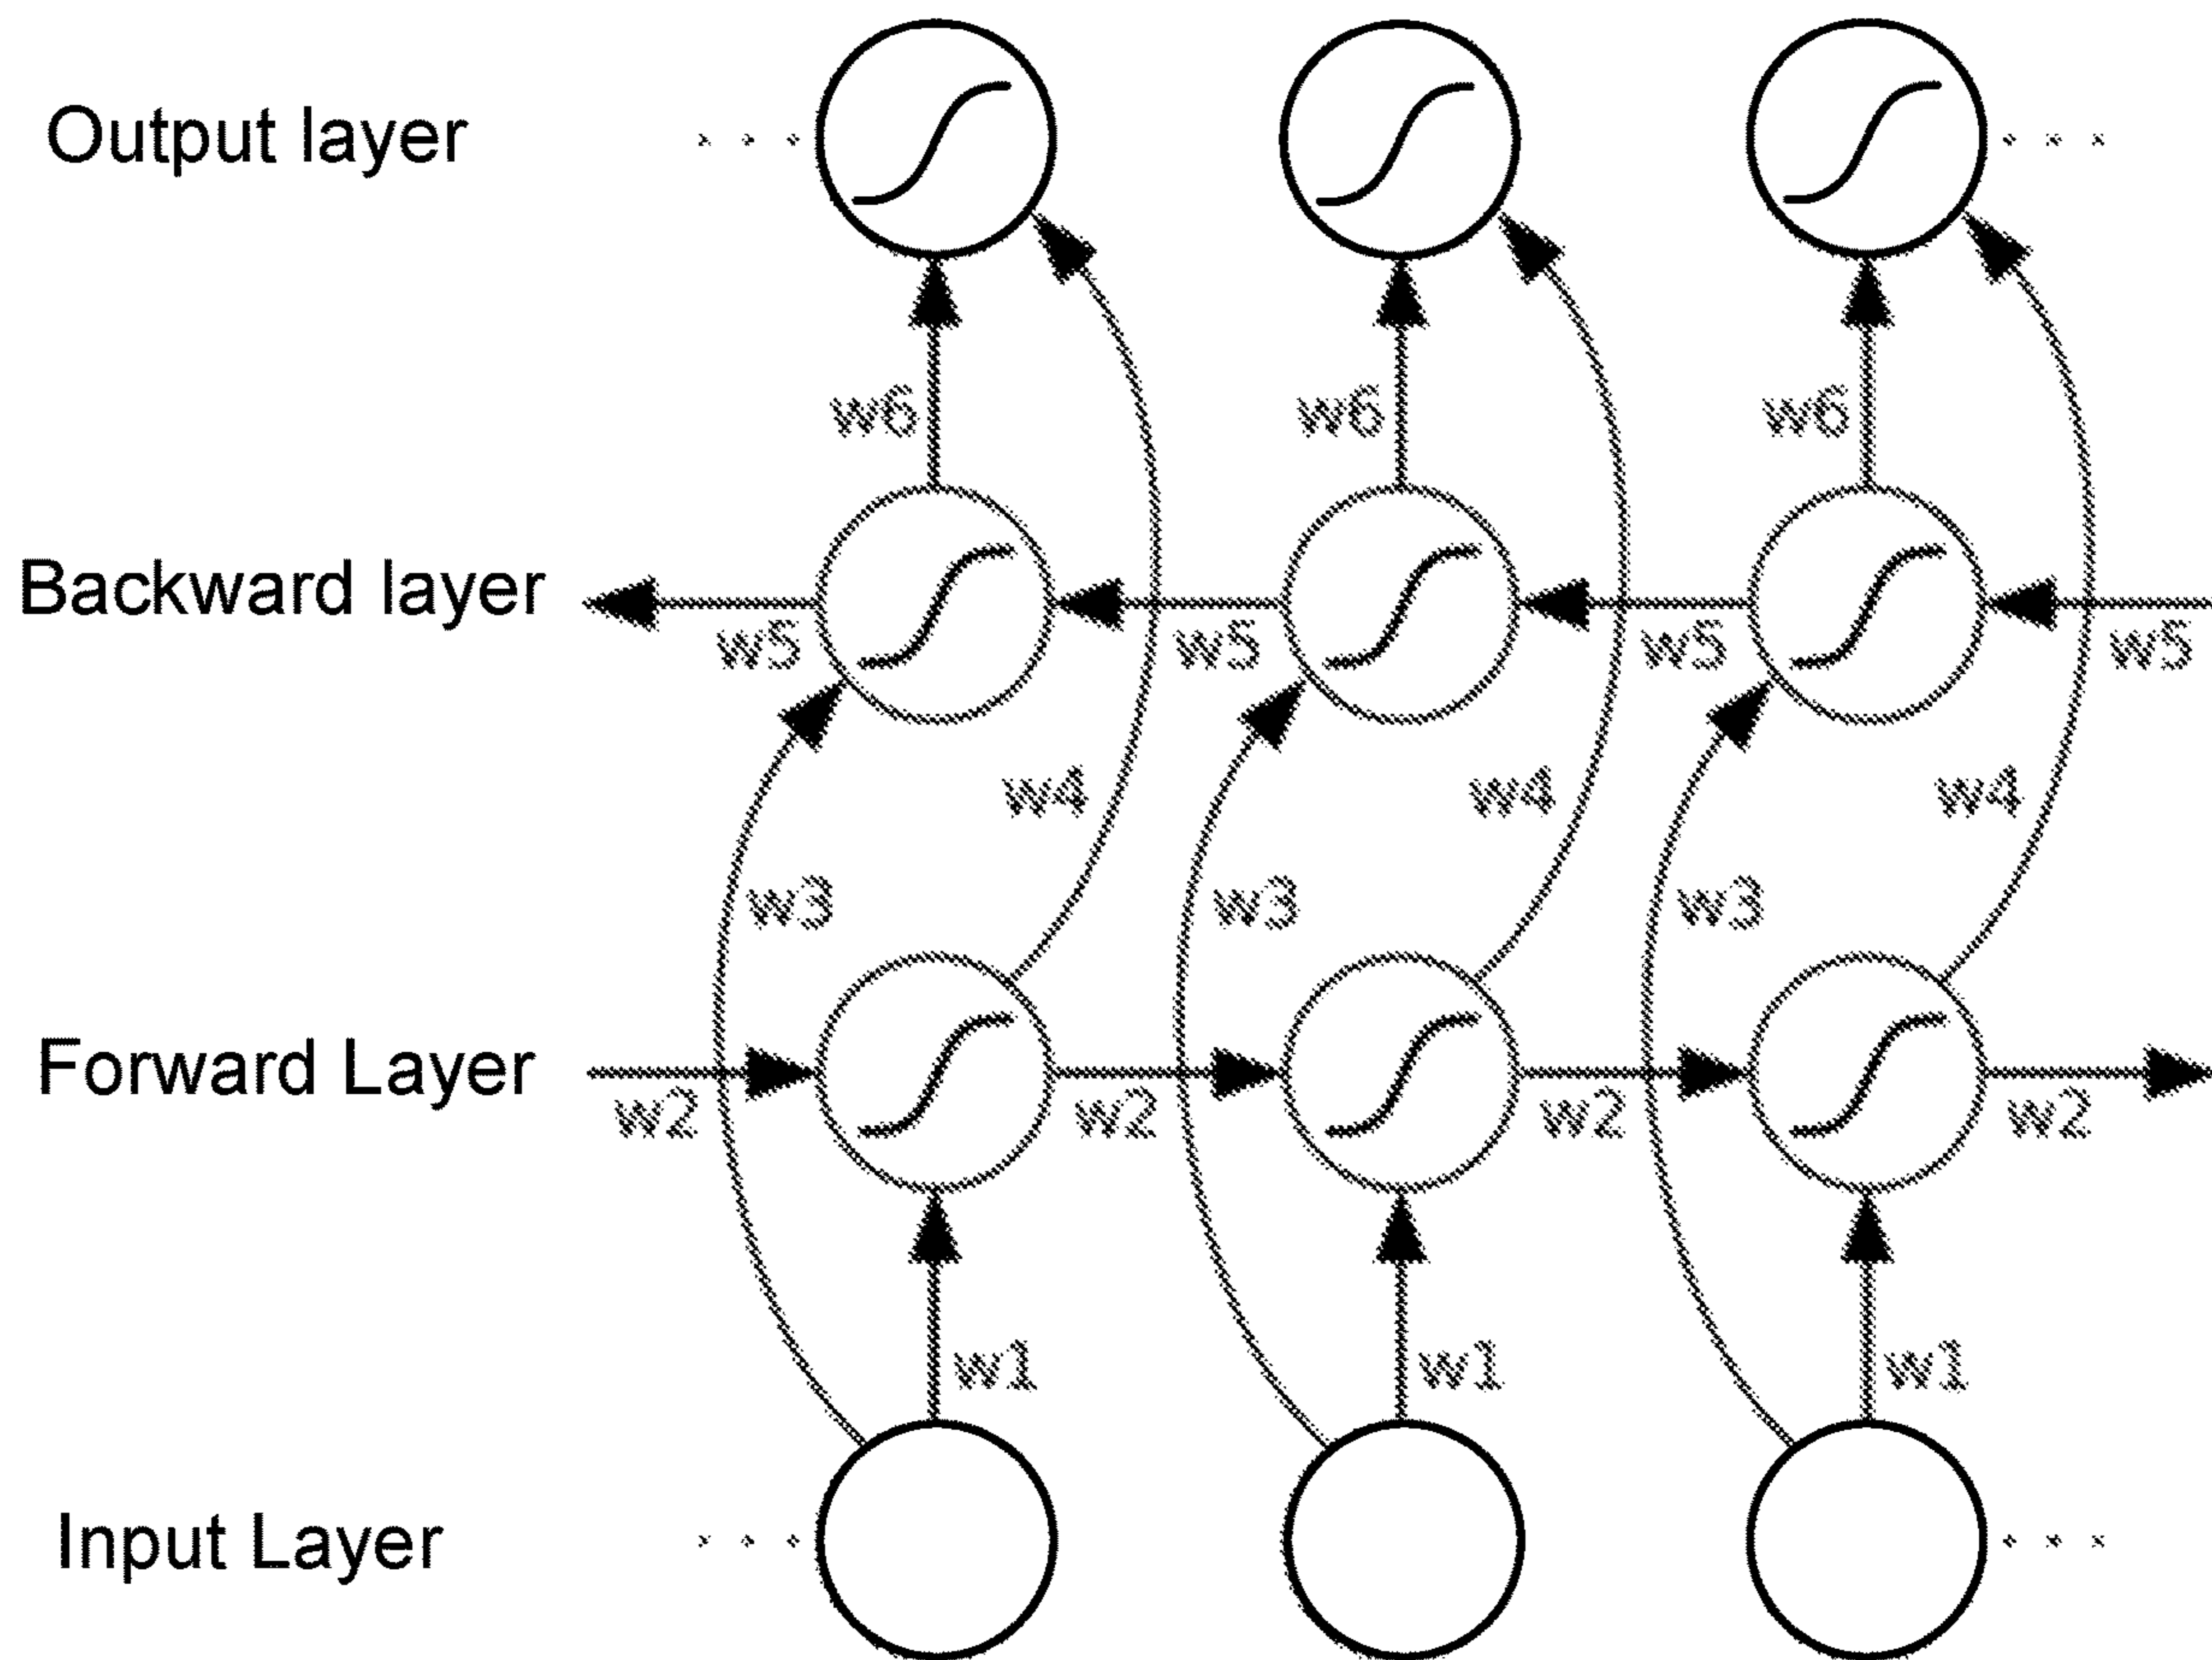 Output layer
w6 w6 w6
Backward layer
w5 w5 w5 w5
w4 w4 w4
w3 w3 w3
Forward Layer
w2 w2 w2 w2
w1 w1 w1
Input Layer